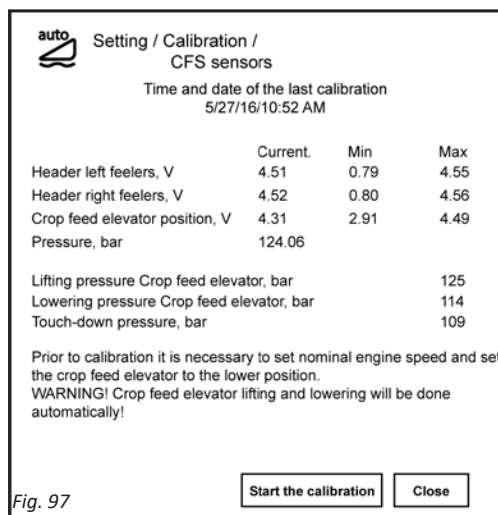 auto
Setting / Calibration /
CFS sensors
Time and date of the last calibration
5/27/16/10:52 AM
Current. Min Max
Header left feelers, V 4.51 0.79 4.55
Header right feelers, V 4.52 0.80 4.56
Crop feed elevator position, V 4.31 2.91 4.49
Pressure, bar 124.06
Lifting pressure Crop feed elevator, bar 125
Lowering pressure Crop feed elevator, bar 114
Touch-down pressure, bar 109
Prior to calibration it is necessary to set nominal engine speed and set
the crop feed elevator to the lower position.
WARNING! Crop feed elevator lifting and lowering will be done
automatically!
Start the calibration Close
Fig. 97